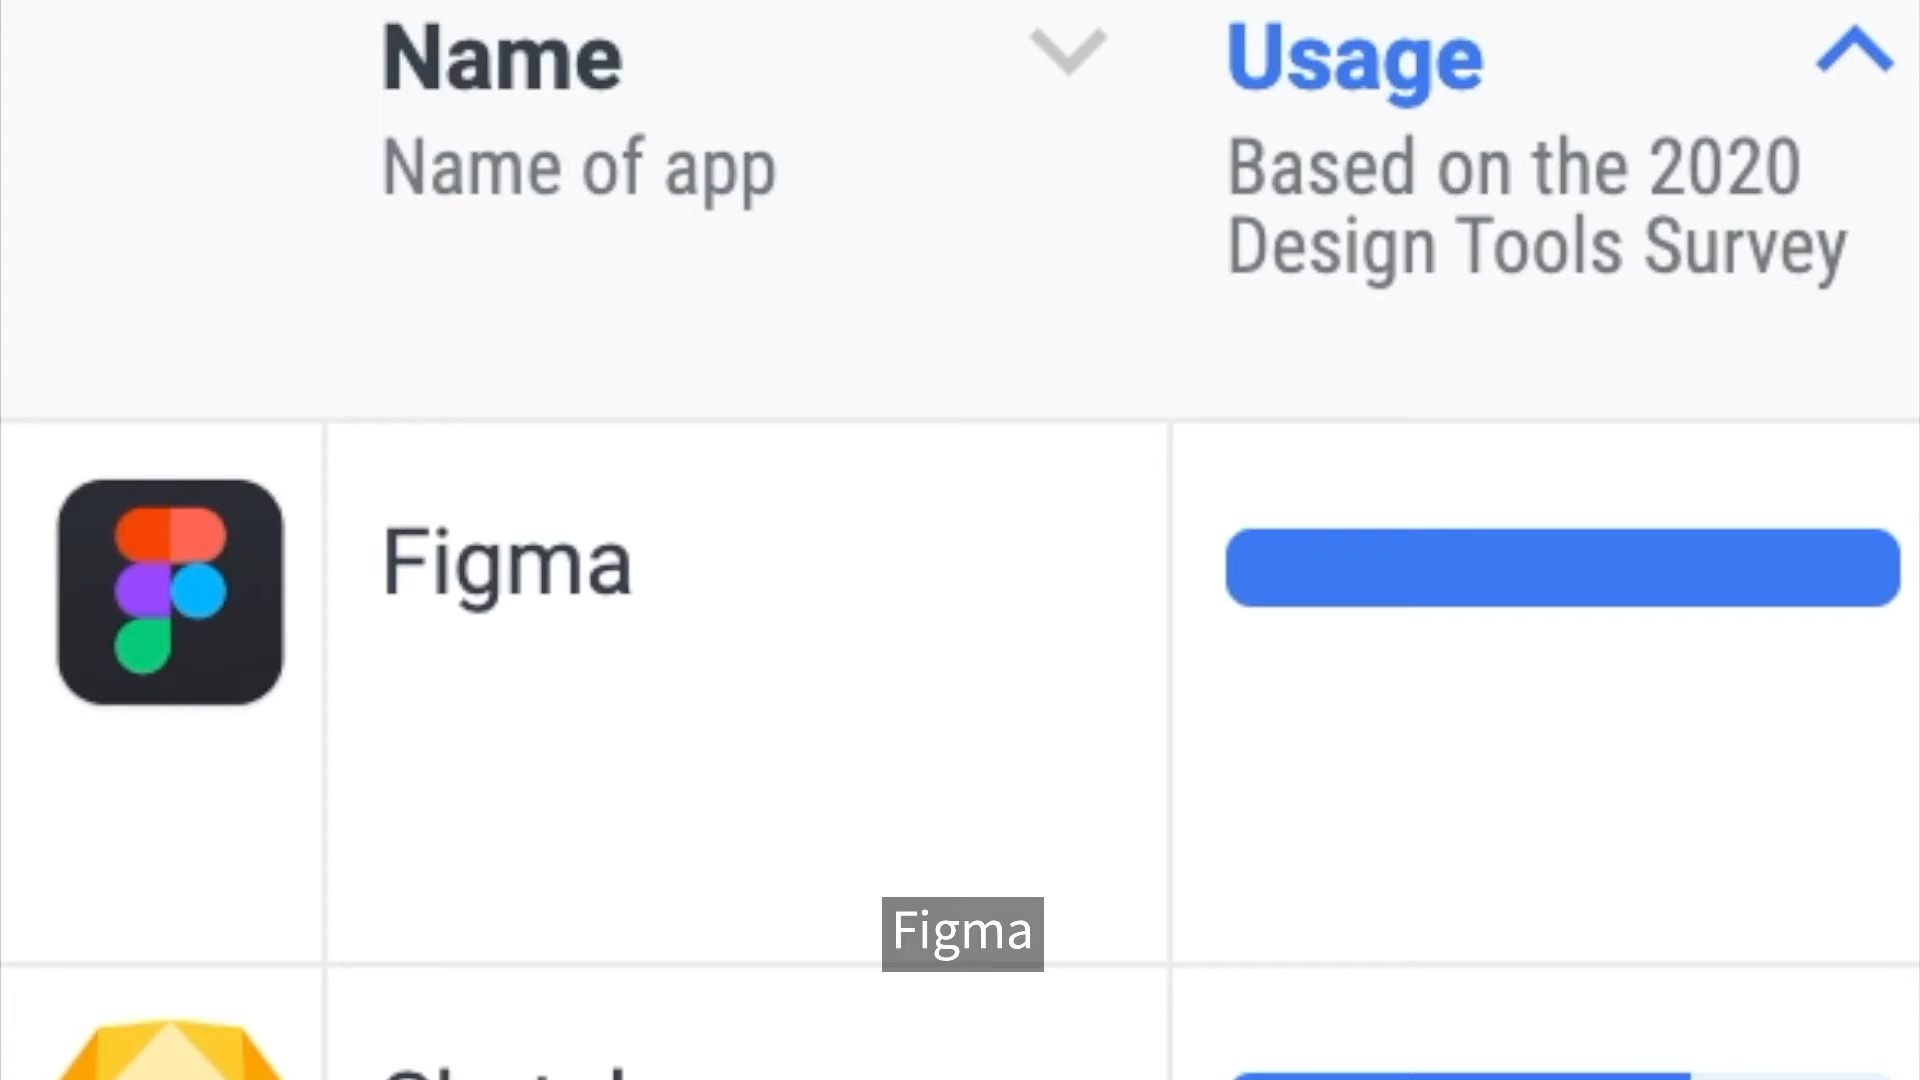 Name
Usage
Name of app
Based on the 2020
Design Tools Survey
Figma
Figma